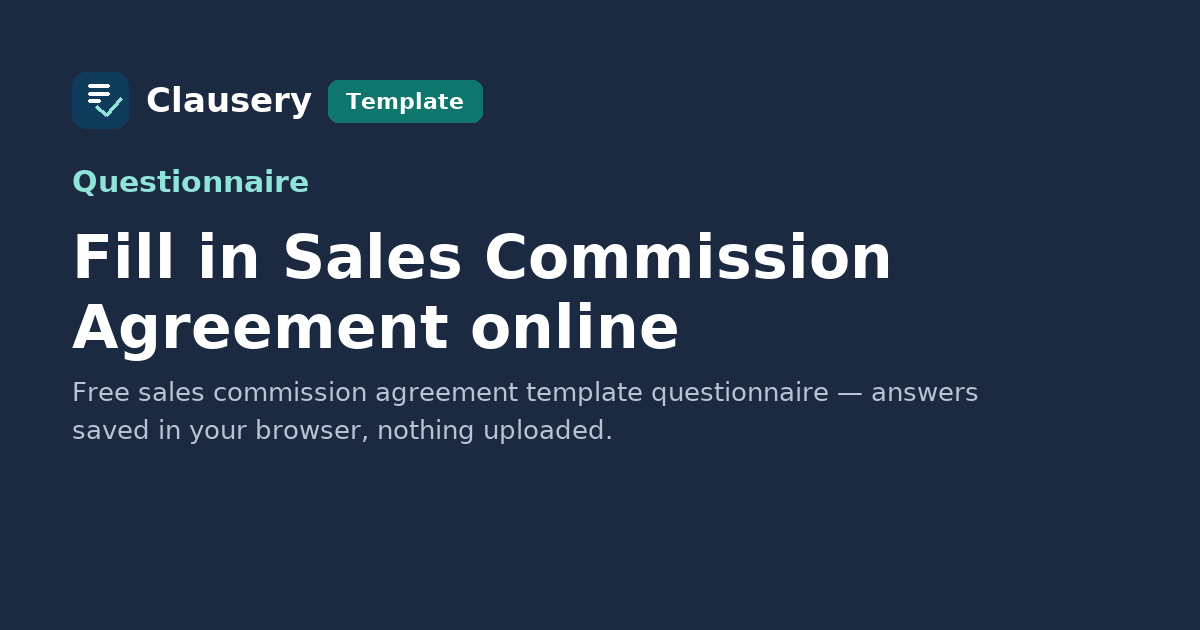 Clausery
Template
Questionnaire
Fill in Sales Commission
Agreement online
Free sales commission agreement template questionnaire — answers
saved in your browser, nothing uploaded.